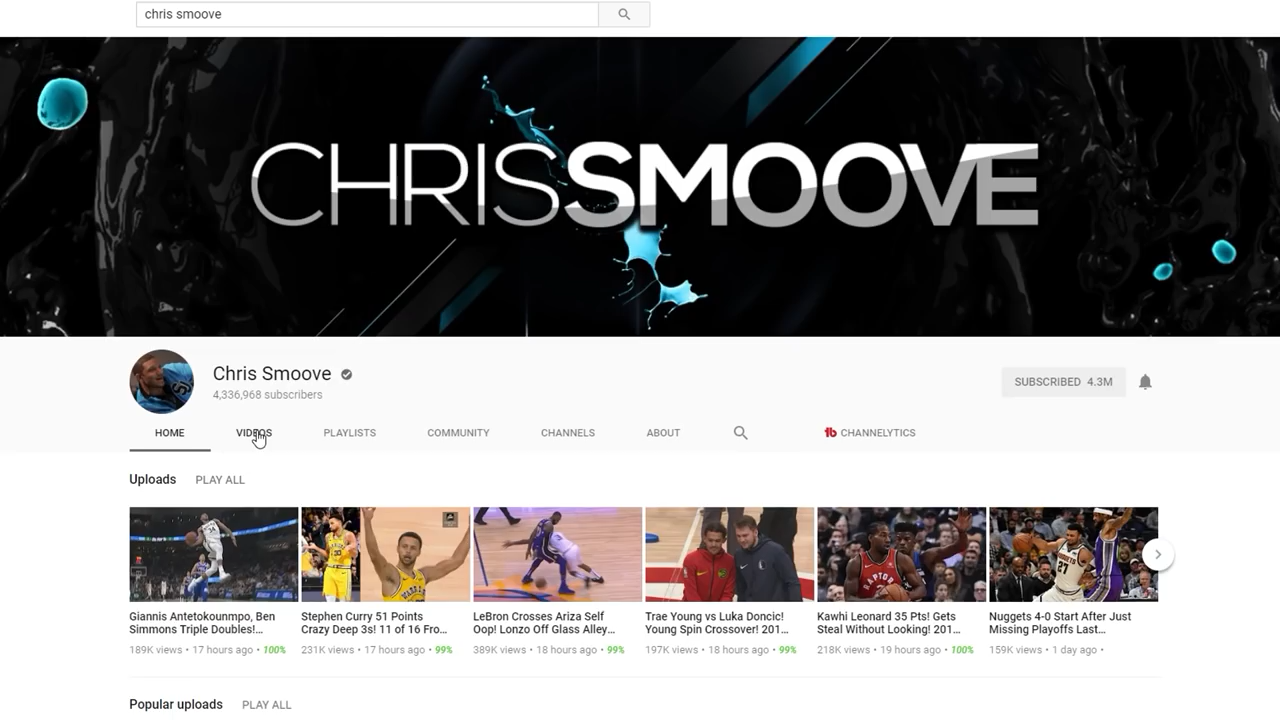 chris smoove
CHRISSMOOVE
Chris Smoove
4,336,968 subscribers
SUBSCRIBED 4.3M
HOME VIDEOS PLAYLISTS COMMUNITY CHANNELS ABOUT tb CHANNELYTICS
Uploads PLAY ALL
Giannis Antetokounmpo, Ben
Simmons Triple Doubles!...
189K views • 17 hours ago • 100%
Stephen Curry 51 Points
Crazy Deep 3s! 11 of 16 Fro...
231K views • 17 hours ago • 99%
LeBron Crosses Ariza Self
Oop! Lonzo Off Glass Alley...
389K views • 18 hours ago • 99%
Trae Young vs Luka Doncic!
Young Spin Crossover! 201...
197K views • 18 hours ago • 99%
Kawhi Leonard 35 Pts! Gets
Steal Without Looking! 201...
218K views • 19 hours ago • 100%
Nuggets 4-0 Start After Just
Missing Playoffs Last...
159K views • 1 day ago •
Popular uploads PLAY ALL